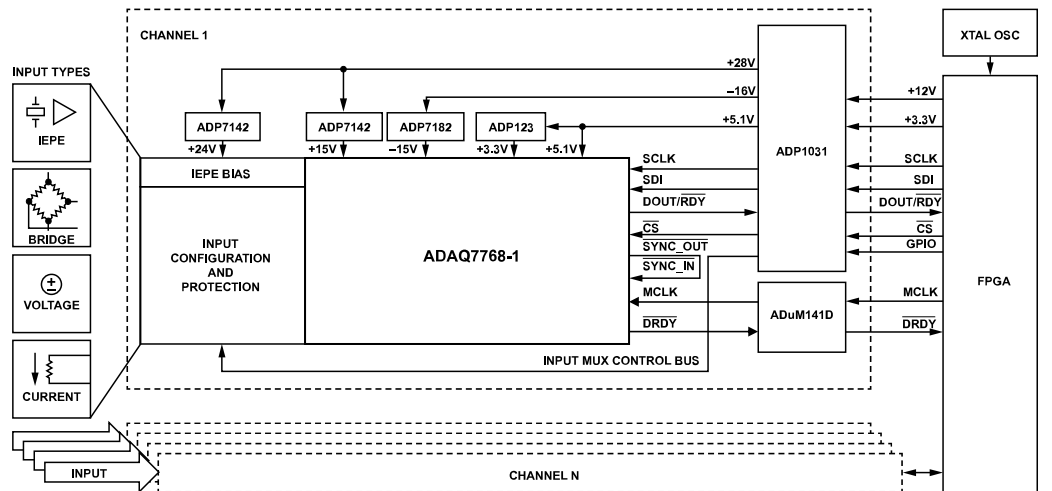 CHANNEL 1
XTAL OSC
INPUT TYPES
IEPE
BRIDGE
VOLTAGE
CURRENT
+28V
–16V
+5.1V
ADP7142
ADP7142
ADP7182
ADP123
+24V
+15V
–15V
+3.3V
+5.1V
IEPE BIAS
INPUT
CONFIGURATION
AND
PROTECTION
ADAQ7768-1
SCLK
SDI
DOUT/RDY
CS
SYNC_OUT
SYNC_IN
MCLK
DRDY
INPUT MUX CONTROL BUS
ADP1031
ADuM141D
+12V
+3.3V
SCLK
SDI
DOUT/RDY
CS
GPIO
MCLK
DRDY
FPGA
INPUT
CHANNEL N